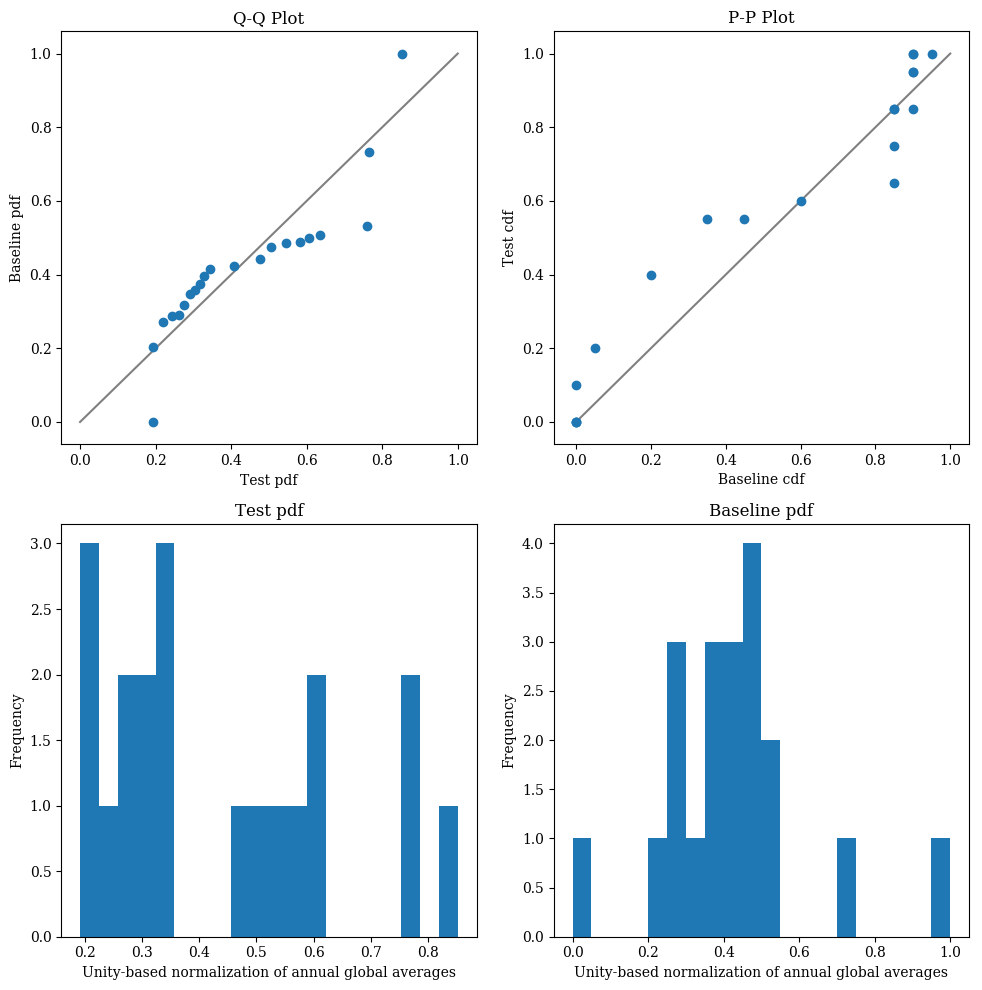 Q-Q Plot
1.0
0.8
0.6
0.4
0.2
0.0
Baseline pdf
0.0 0.2 0.4 0.6 0.8 1.0
Test pdf
P-P Plot
1.0
0.8
0.6
0.4
0.2
0.0
Test cdf
0.0 0.2 0.4 0.6 0.8 1.0
Baseline cdf
Test pdf
3.0
2.5
2.0
1.5
1.0
0.5
0.0
Frequency
0.2 0.3 0.4 0.5 0.6 0.7 0.8
Unity-based normalization of annual global averages
Baseline pdf
4.0
3.5
3.0
2.5
2.0
1.5
1.0
0.5
0.0
Frequency
0.0 0.2 0.4 0.6 0.8 1.0
Unity-based normalization of annual global averages